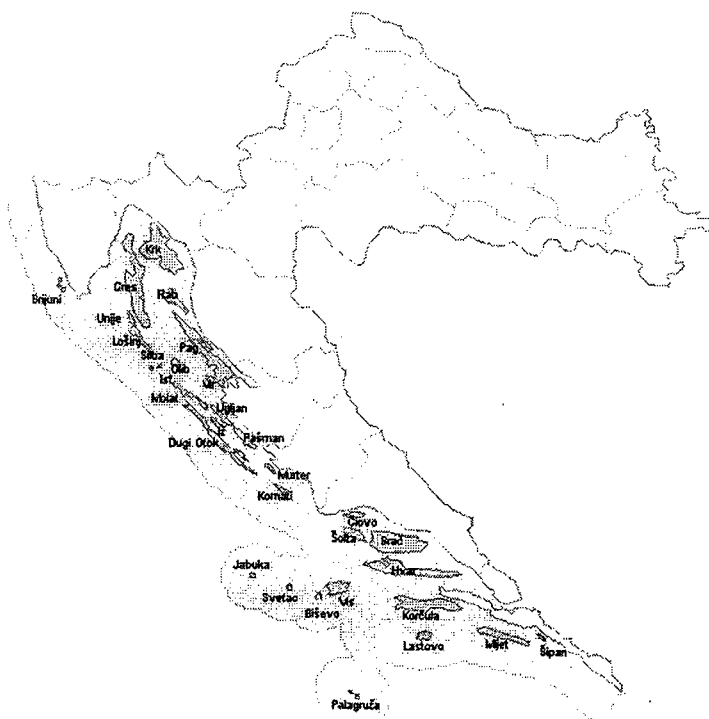 Krk
Cres
Rab
Brijuni
Unije
Lošinj
Silba
Pag
Olib
Ist
Vir
Molat
Ugljan
Iž
Dugi Otok
Pašman
Murter
Kornati
Čiovo
Šolta
Brač
Jabuka
Hvar
Svetac
Biševo
Vis
Korčula
Lastovo
Mljet
Šipan
Palagruža